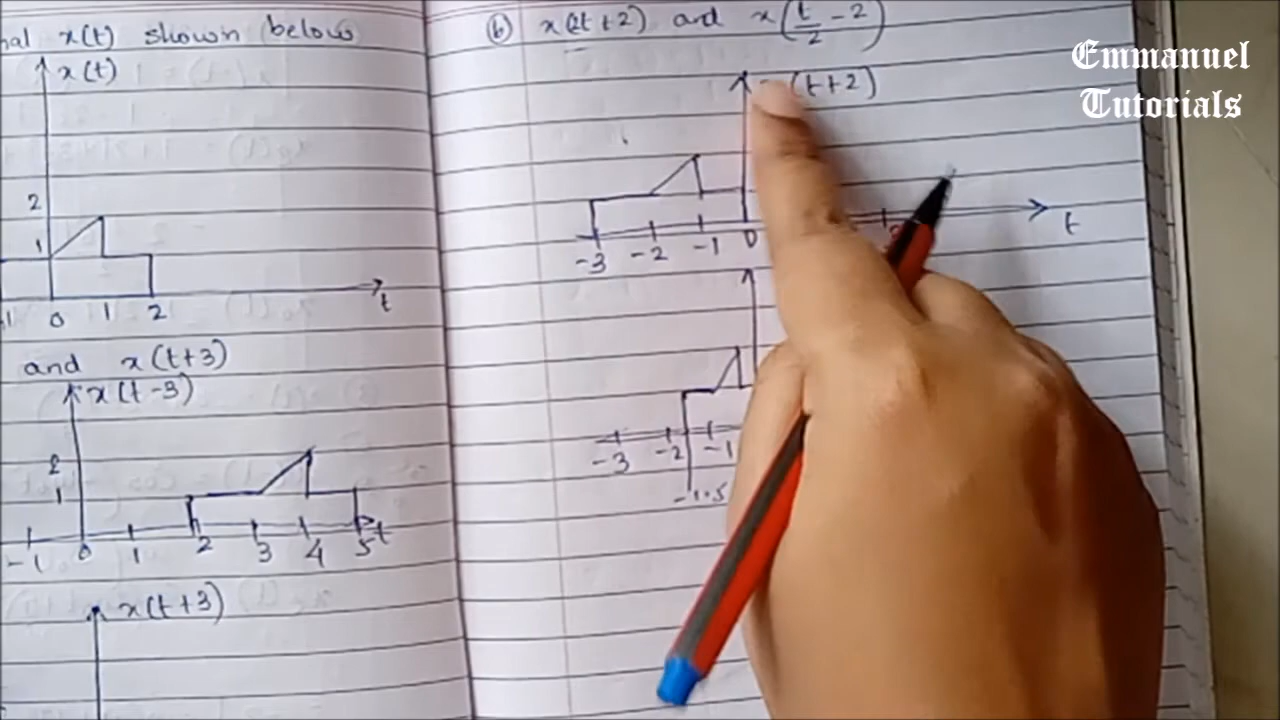 x(t) shown below
x(t)
2
1
0 1 2 t
and x(t+3)
x(t-3)
2
1
-1 0 1 2 3 4 5 t
x(t+3)
(b) x(2t+2) and x(t/2 - 2)
(t+2)
-3 -2 -1 0 t
-3 -2 -1
-1.5
Emmanuel
Tutorials